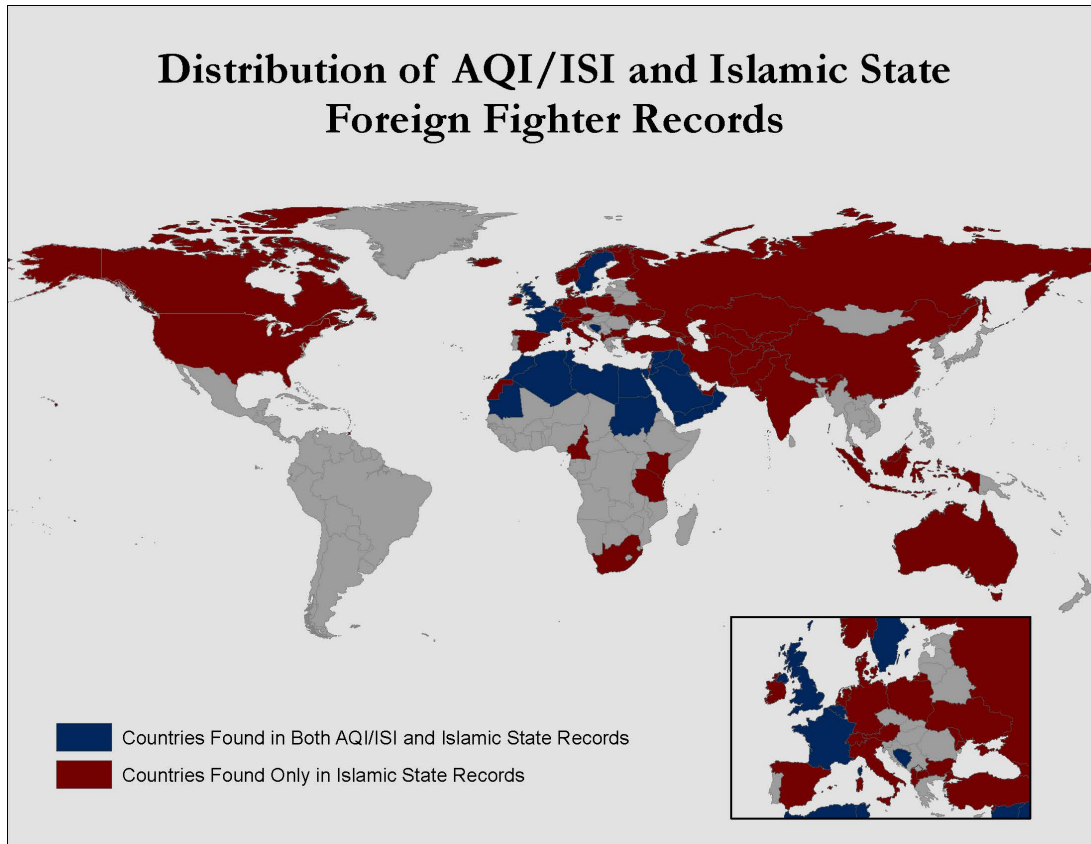 Distribution of AQI/ISI and Islamic State
Foreign Fighter Records
Countries Found in Both AQI/ISI and Islamic State Records
Countries Found Only in Islamic State Records